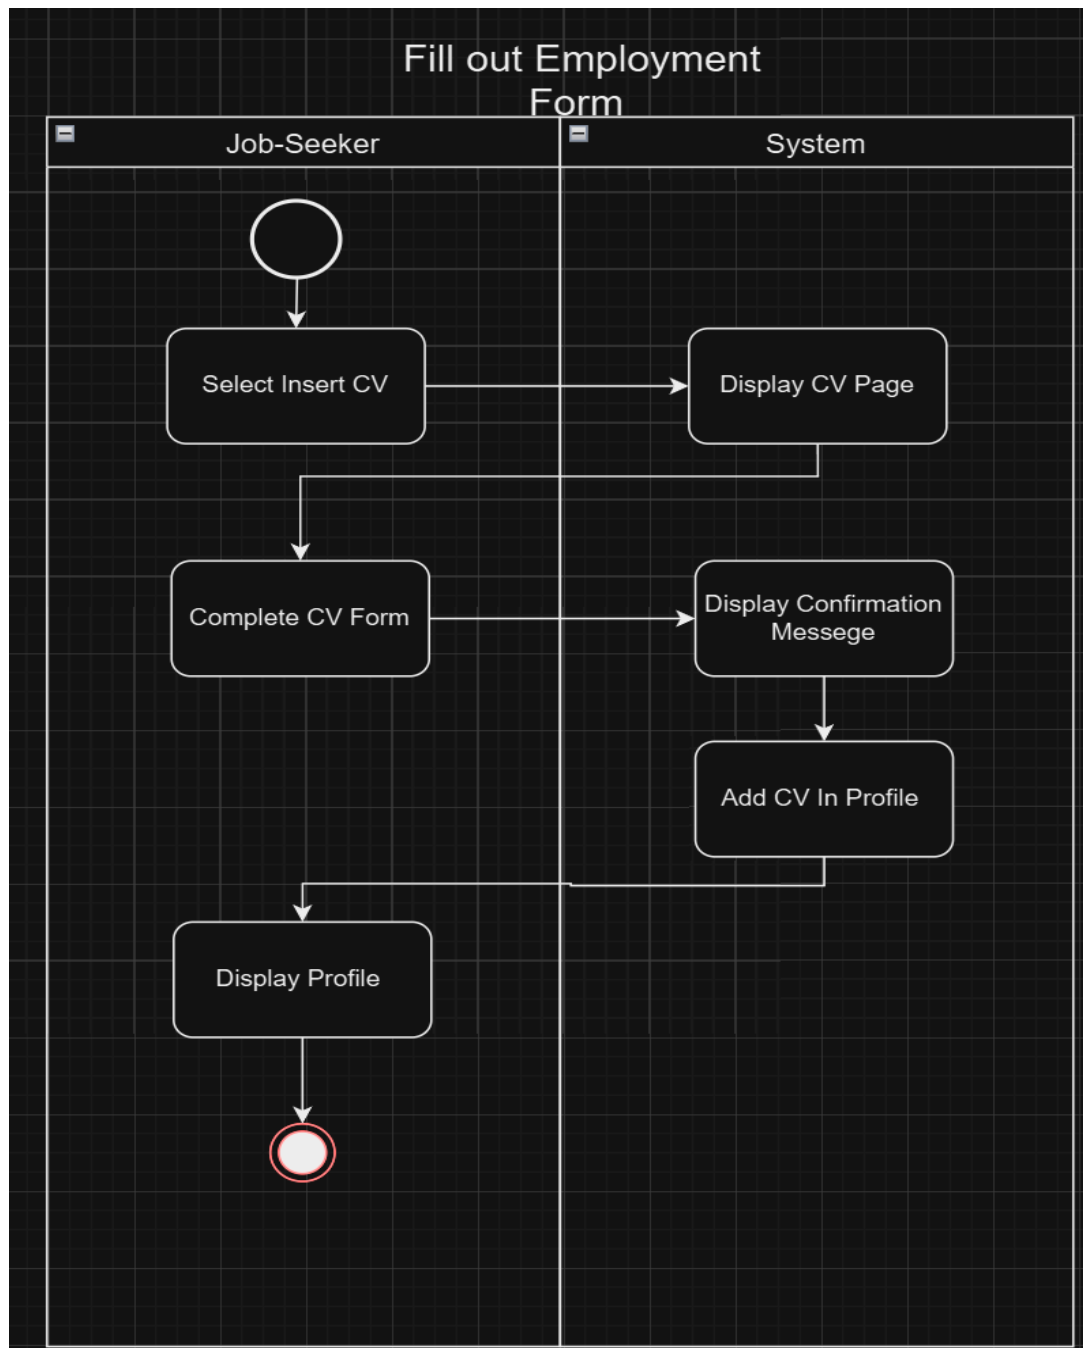 Fill out Employment
Form
Job-Seeker
System
Select Insert CV
Display CV Page
Complete CV Form
Display Confirmation
Messege
Add CV In Profile
Display Profile